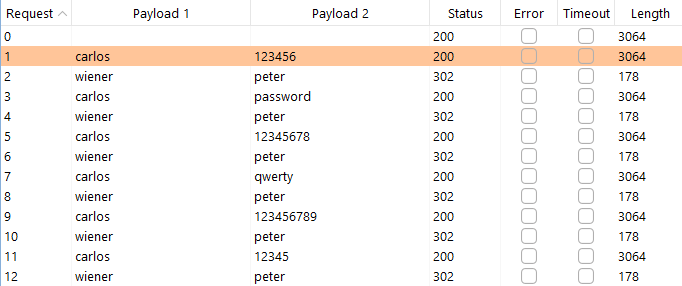 Request Payload 1 Payload 2 Status Error Timeout Length
0 200 3064
1 carlos 123456 200 3064
2 wiener peter 302 178
3 carlos password 200 3064
4 wiener peter 302 178
5 carlos 12345678 200 3064
6 wiener peter 302 178
7 carlos qwerty 200 3064
8 wiener peter 302 178
9 carlos 123456789 200 3064
10 wiener peter 302 178
11 carlos 12345 200 3064
12 wiener peter 302 178